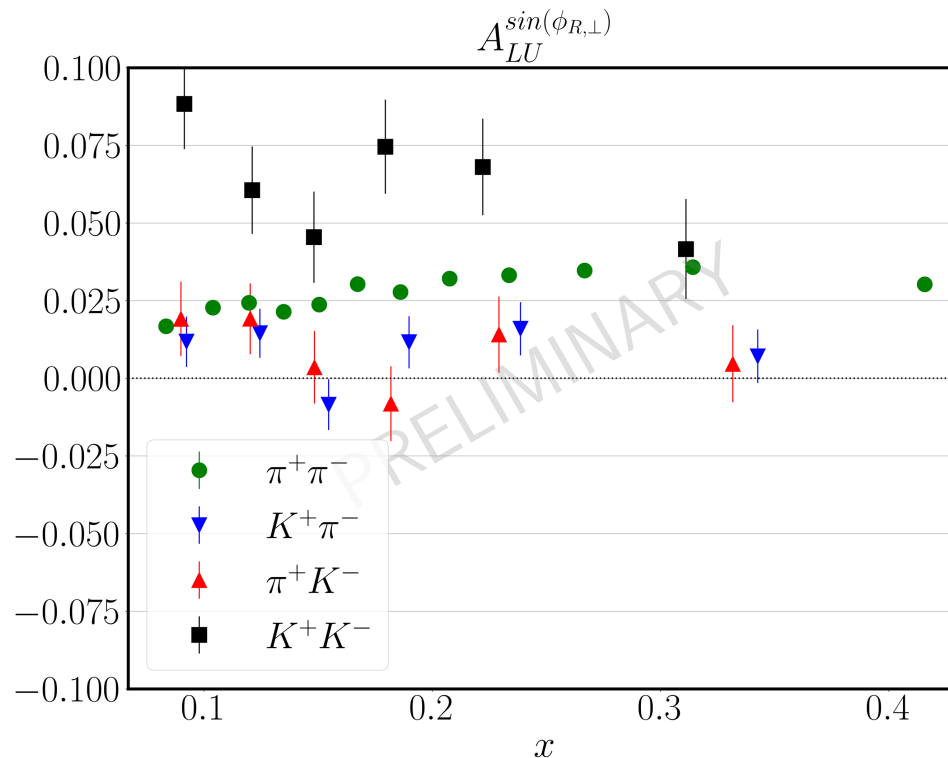 A_{LU}^{sin(ϕ_{R,⊥})}
0.100
0.075
0.050
0.025
0.000
−0.025
−0.050
−0.075
−0.100
PRELIMINARY
π⁺π⁻
K⁺π⁻
π⁺K⁻
K⁺K⁻
0.1 0.2 0.3 0.4
x